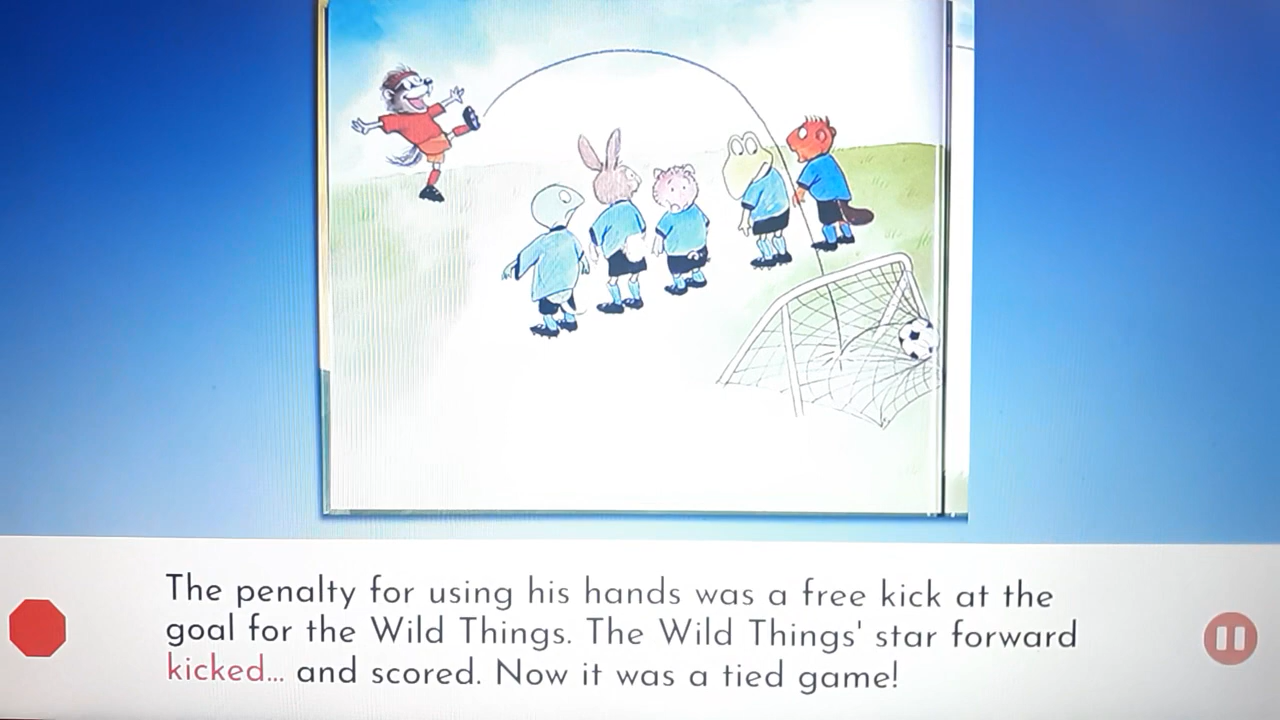 The penalty for using his hands was a free kick at the
goal for the Wild Things. The Wild Things' star forward
kicked... and scored. Now it was a tied game!